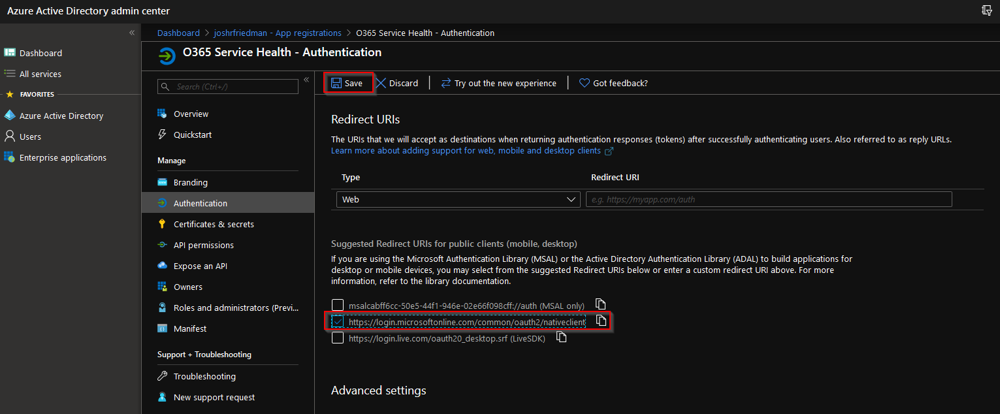 Azure Active Directory admin center
«
Dashboard
All services
FAVORITES
Azure Active Directory
Users
Enterprise applications
Dashboard > joshrfriedman - App registrations > O365 Service Health - Authentication
O365 Service Health - Authentication
Search (Ctrl+/)
«
Overview
Quickstart
Manage
Branding
Authentication
Certificates & secrets
API permissions
Expose an API
Owners
Roles and administrators (Previ...
Manifest
Support + Troubleshooting
Troubleshooting
New support request
Save Discard Try out the new experience Got feedback?
Redirect URIs
The URIs that we will accept as destinations when returning authentication responses (tokens) after successfully authenticating users. Also referred to as reply URLs.
Learn more about adding support for web, mobile and desktop clients
Type Redirect URI
Web e.g. https://myapp.com/auth
Suggested Redirect URIs for public clients (mobile, desktop)
If you are using the Microsoft Authentication Library (MSAL) or the Active Directory Authentication Library (ADAL) to build applications for
desktop or mobile devices, you may select from the suggested Redirect URIs below or enter a custom redirect URI above. For more
information, refer to the library documentation.
msalcabff6cc-50e5-44f1-946e-02e66f098cff://auth (MSAL only)
https://login.microsoftonline.com/common/oauth2/nativeclient
https://login.live.com/oauth20_desktop.srf (LiveSDK)
Advanced settings